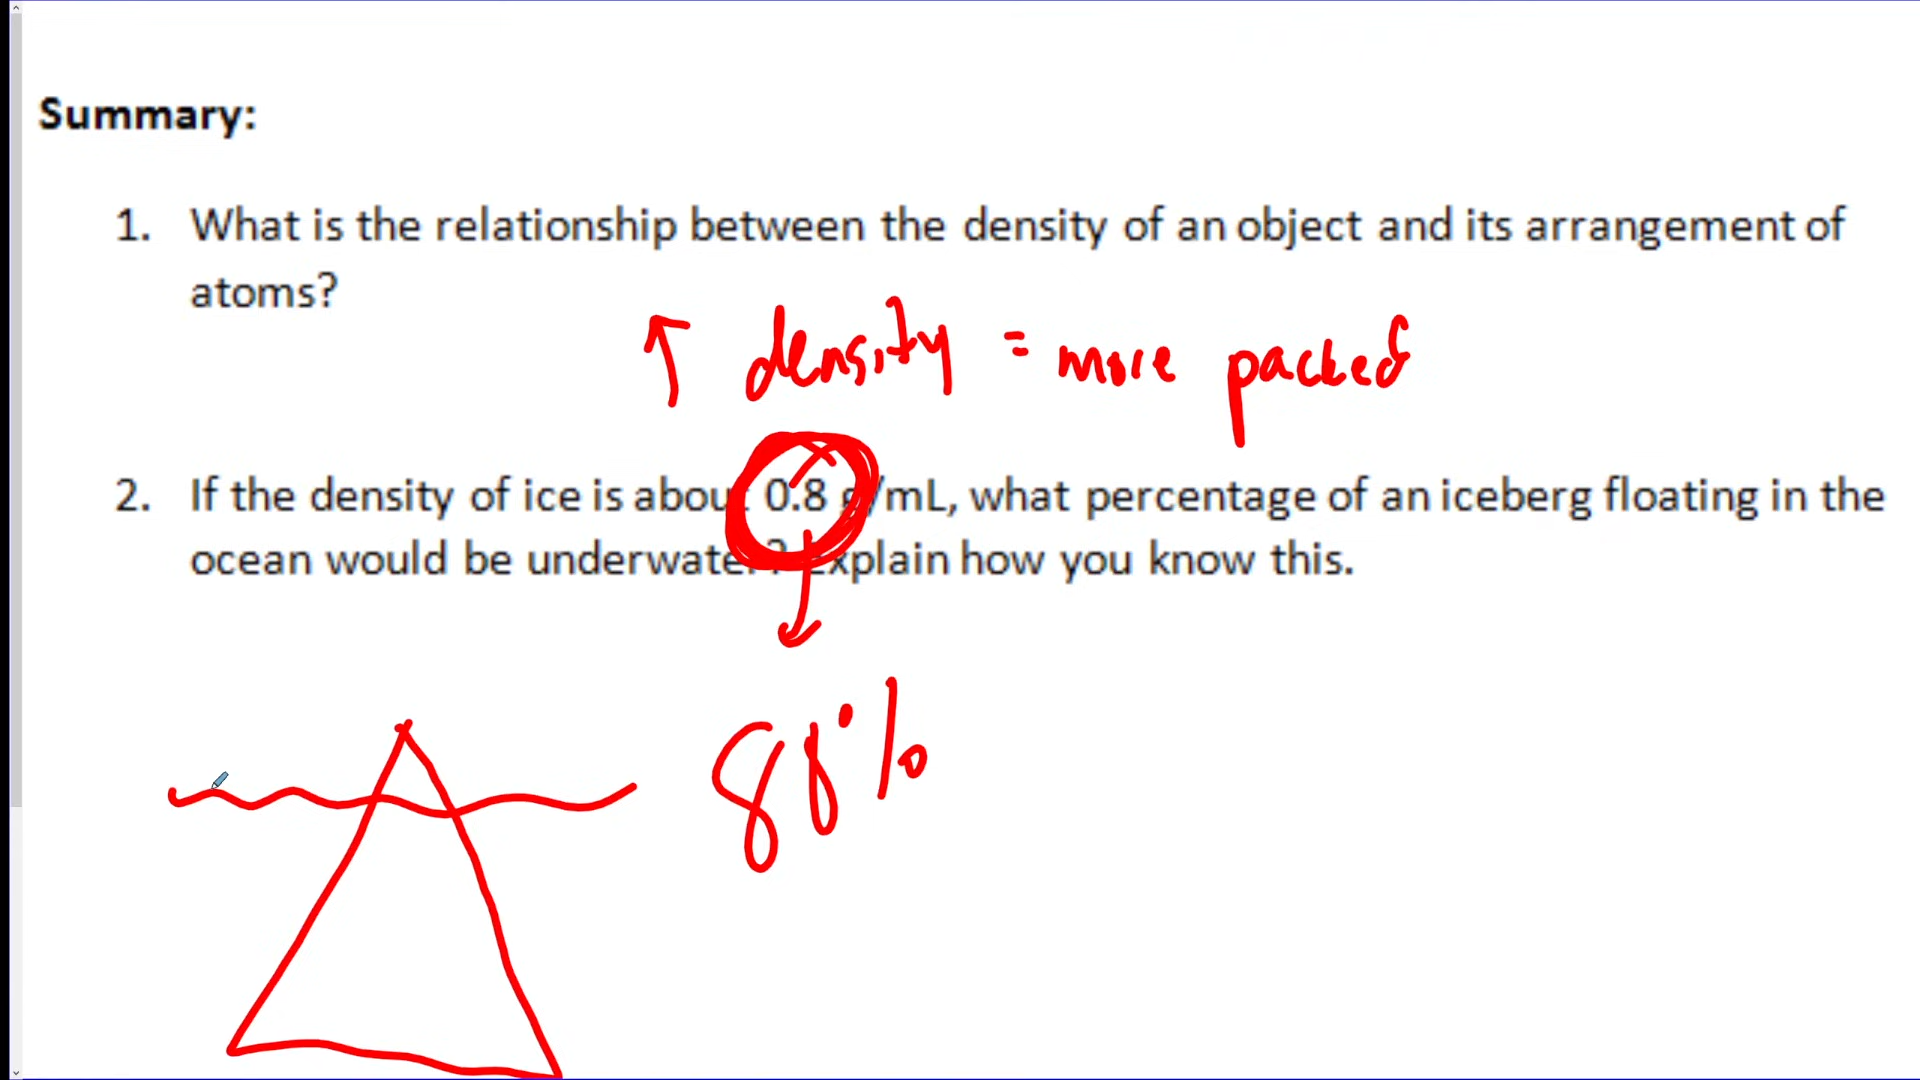 Summary:
1. What is the relationship between the density of an object and its arrangement of
atoms?
↑ density = more packed
2. If the density of ice is about 0.8 g/mL, what percentage of an iceberg floating in the
ocean would be underwater? Explain how you know this.
80%